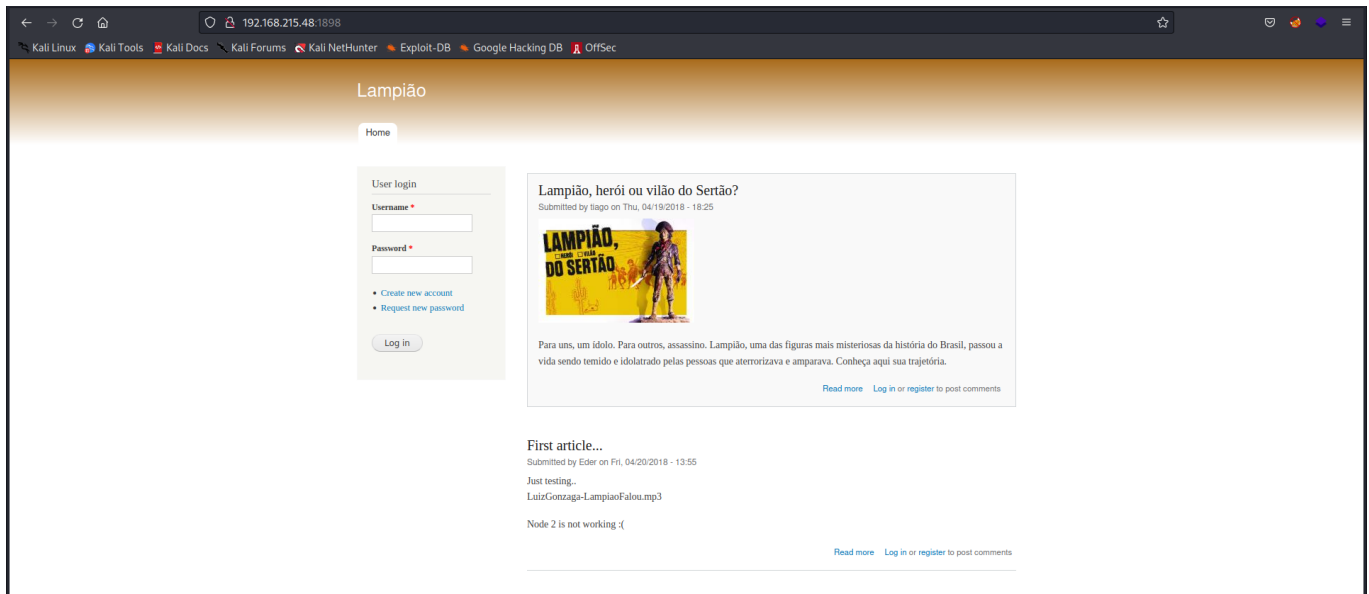 192.168.215.48:1898
Kali Linux Kali Tools Kali Docs Kali Forums Kali NetHunter Exploit-DB Google Hacking DB OffSec
Lampião
Home
User login
Username *
Password *
Create new account
Request new password
Log in
Lampião, herói ou vilão do Sertão?
Submitted by tiago on Thu, 04/19/2018 - 18:25
LAMPIÃO,
HERÓI VILÃO
DO SERTÃO
Para uns, um ídolo. Para outros, assassino. Lampião, uma das figuras mais misteriosas da história do Brasil, passou a
vida sendo temido e idolatrado pelas pessoas que aterrorizava e amparava. Conheça aqui sua trajetória.
Read more Log in or register to post comments
First article...
Submitted by Eder on Fri, 04/20/2018 - 13:55
Just testing..
LuizGonzaga-LampiaoFalou.mp3
Node 2 is not working :(
Read more Log in or register to post comments